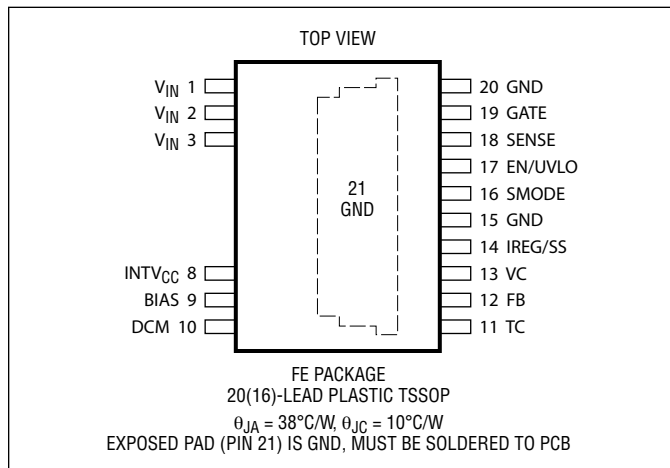 TOP VIEW
VIN 1
VIN 2
VIN 3
INTVCC 8
BIAS 9
DCM 10
21
GND
20 GND
19 GATE
18 SENSE
17 EN/UVLO
16 SMODE
15 GND
14 IREG/SS
13 VC
12 FB
11 TC
FE PACKAGE
20(16)-LEAD PLASTIC TSSOP
θJA = 38°C/W, θJC = 10°C/W
EXPOSED PAD (PIN 21) IS GND, MUST BE SOLDERED TO PCB